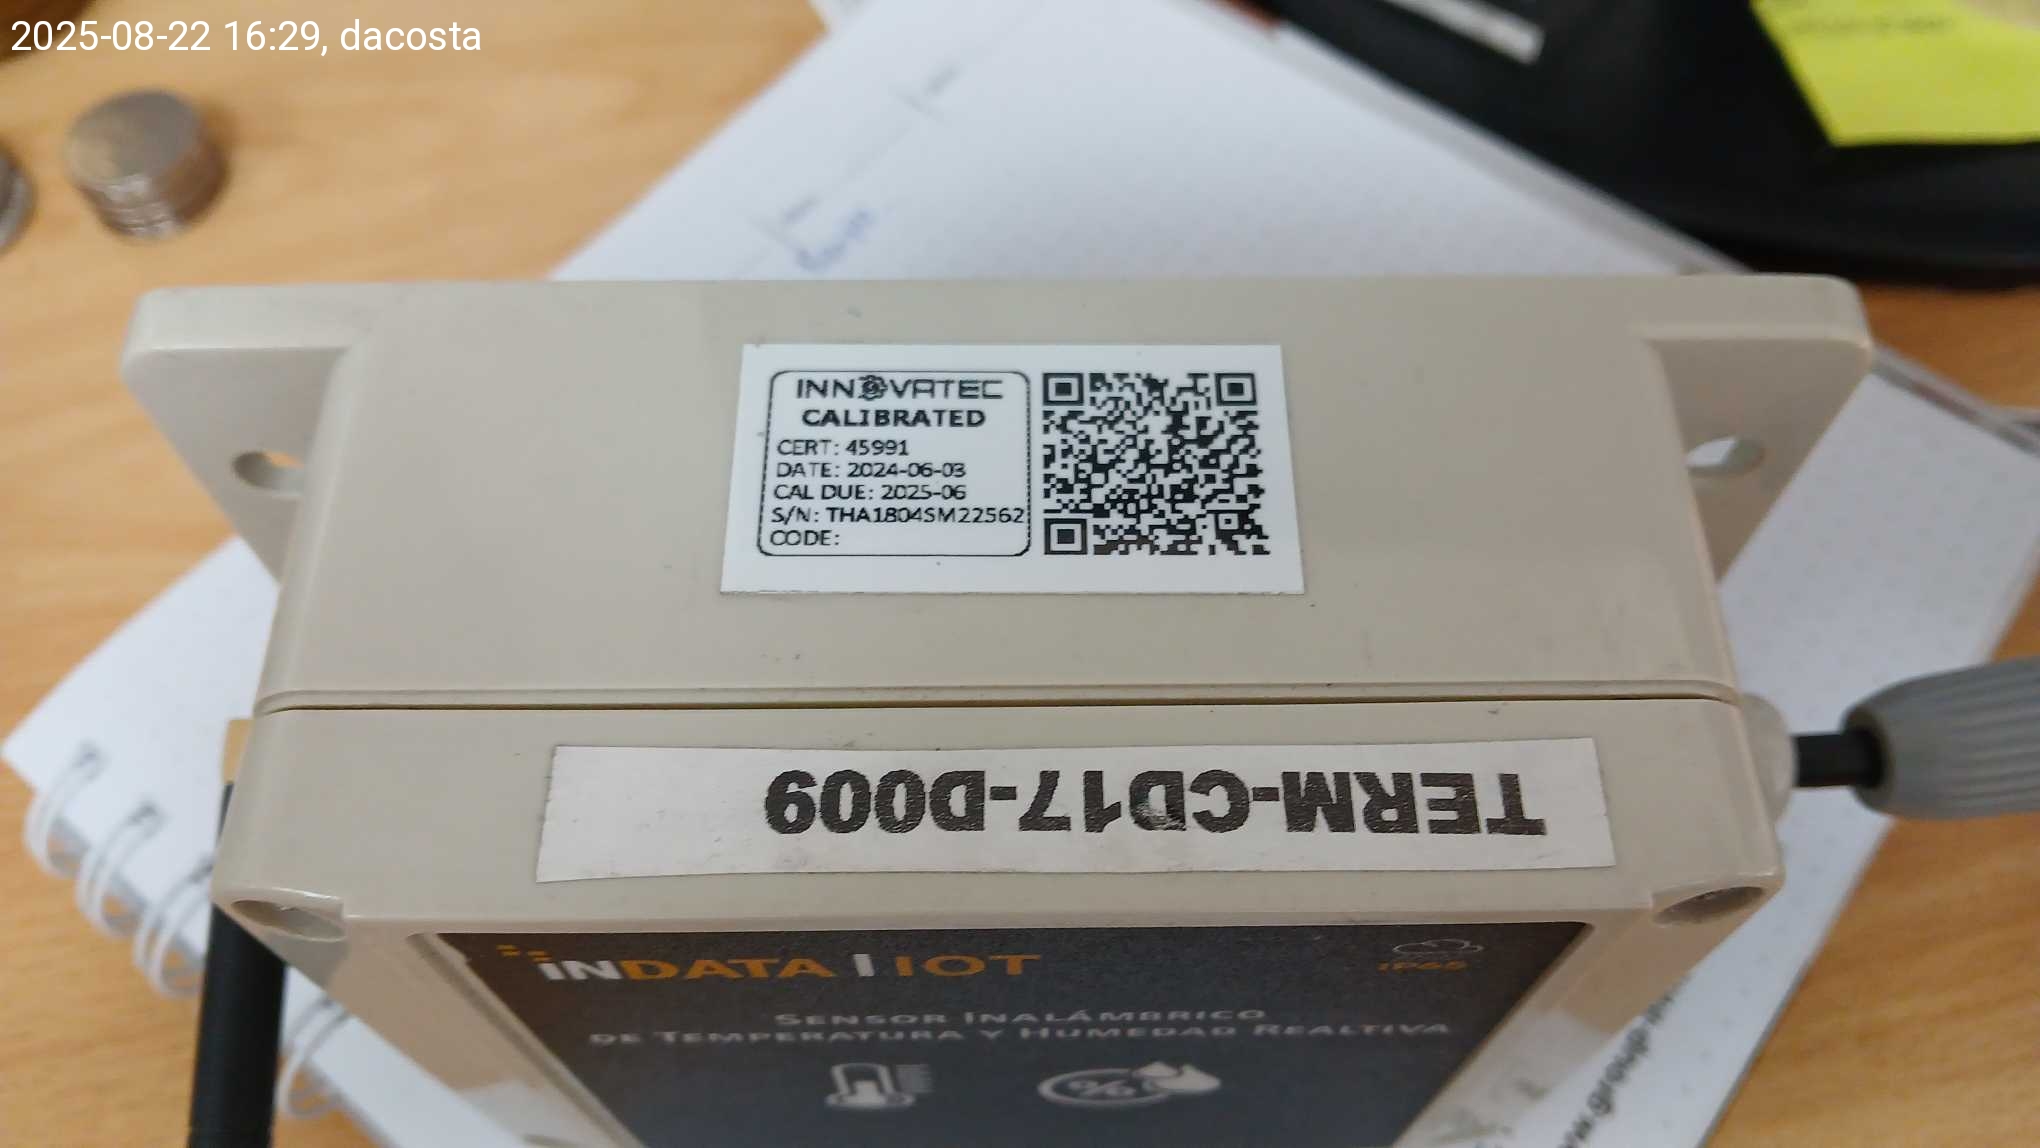 2025-08-22 16:29, dacosta
INNOVATEC
CALIBRATED
CERT: 45991
DATE: 2024-06-03
CAL DUE: 2025-06
S/N: THA1804SM22562
CODE:
TERM-CD17-D009
INDATA | IOT
IP65
SENSOR INALÁMBRICO
DE TEMPERATURA Y HUMEDAD REALTIVA
%